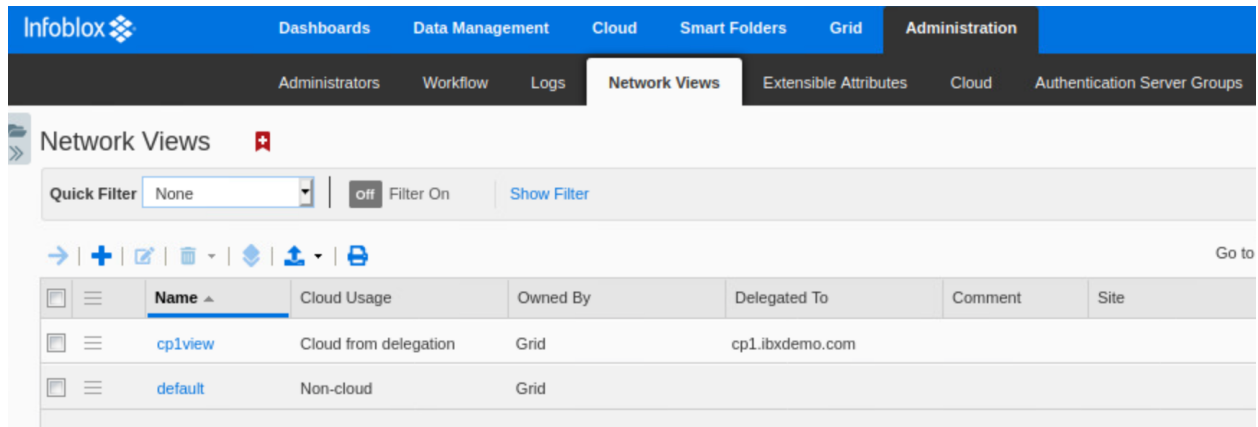 Infoblox Dashboards Data Management Cloud Smart Folders Grid Administration
Administrators Workflow Logs Network Views Extensible Attributes Cloud Authentication Server Groups
Network Views
Quick Filter None Off Filter On Show Filter
Go to
Name Cloud Usage Owned By Delegated To Comment Site
cp1view Cloud from delegation Grid cp1.ibxdemo.com
default Non-cloud Grid